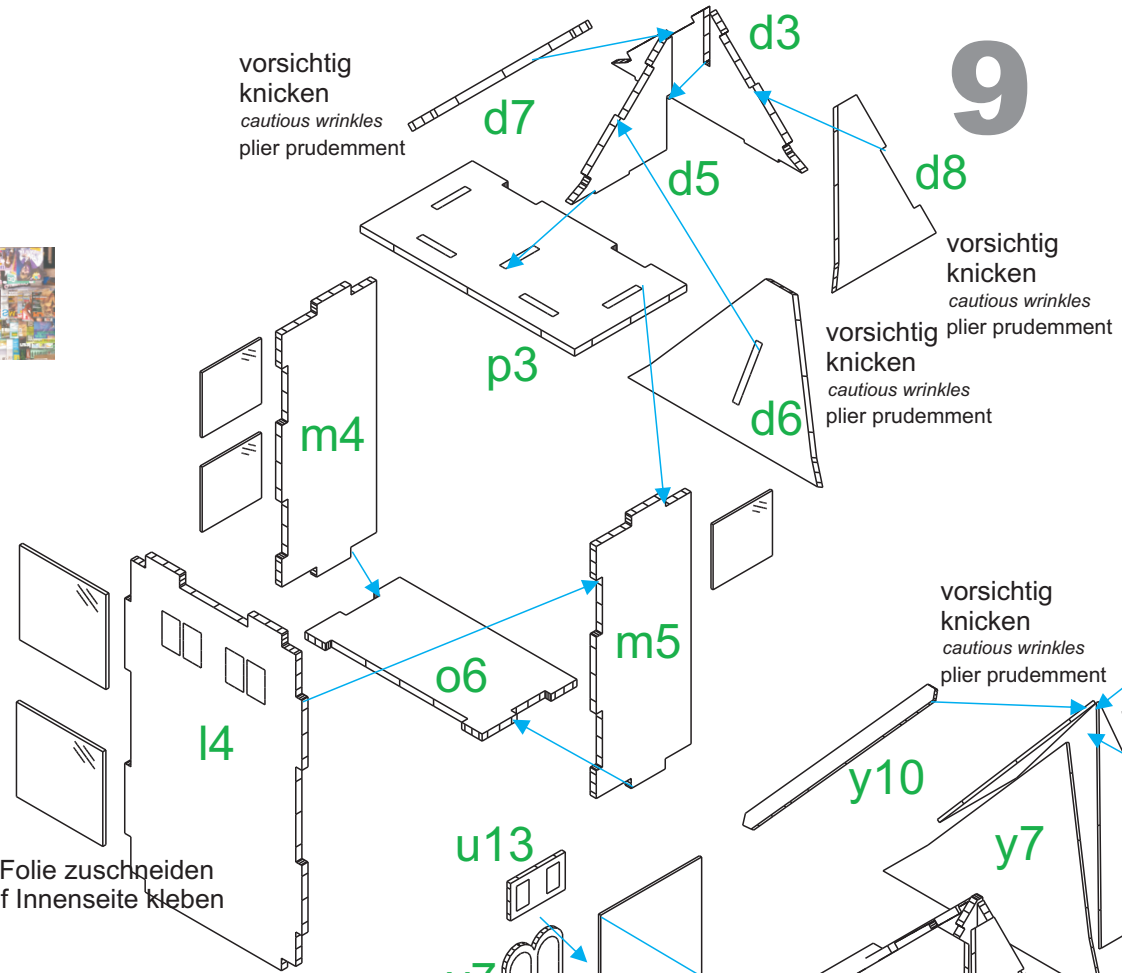 d3
9
vorsichtig
knicken
cautious wrinkles
plier prudemment
d7
d5
d8
vorsichtig
knicken
cautious wrinkles
plier prudemment
p3
vorsichtig
knicken
cautious wrinkles
plier prudemment
d6
m4
m5
o6
l4
vorsichtig
knicken
cautious wrinkles
plier prudemment
y10
y7
u13
Folie zuschneiden
f Innenseite kleben